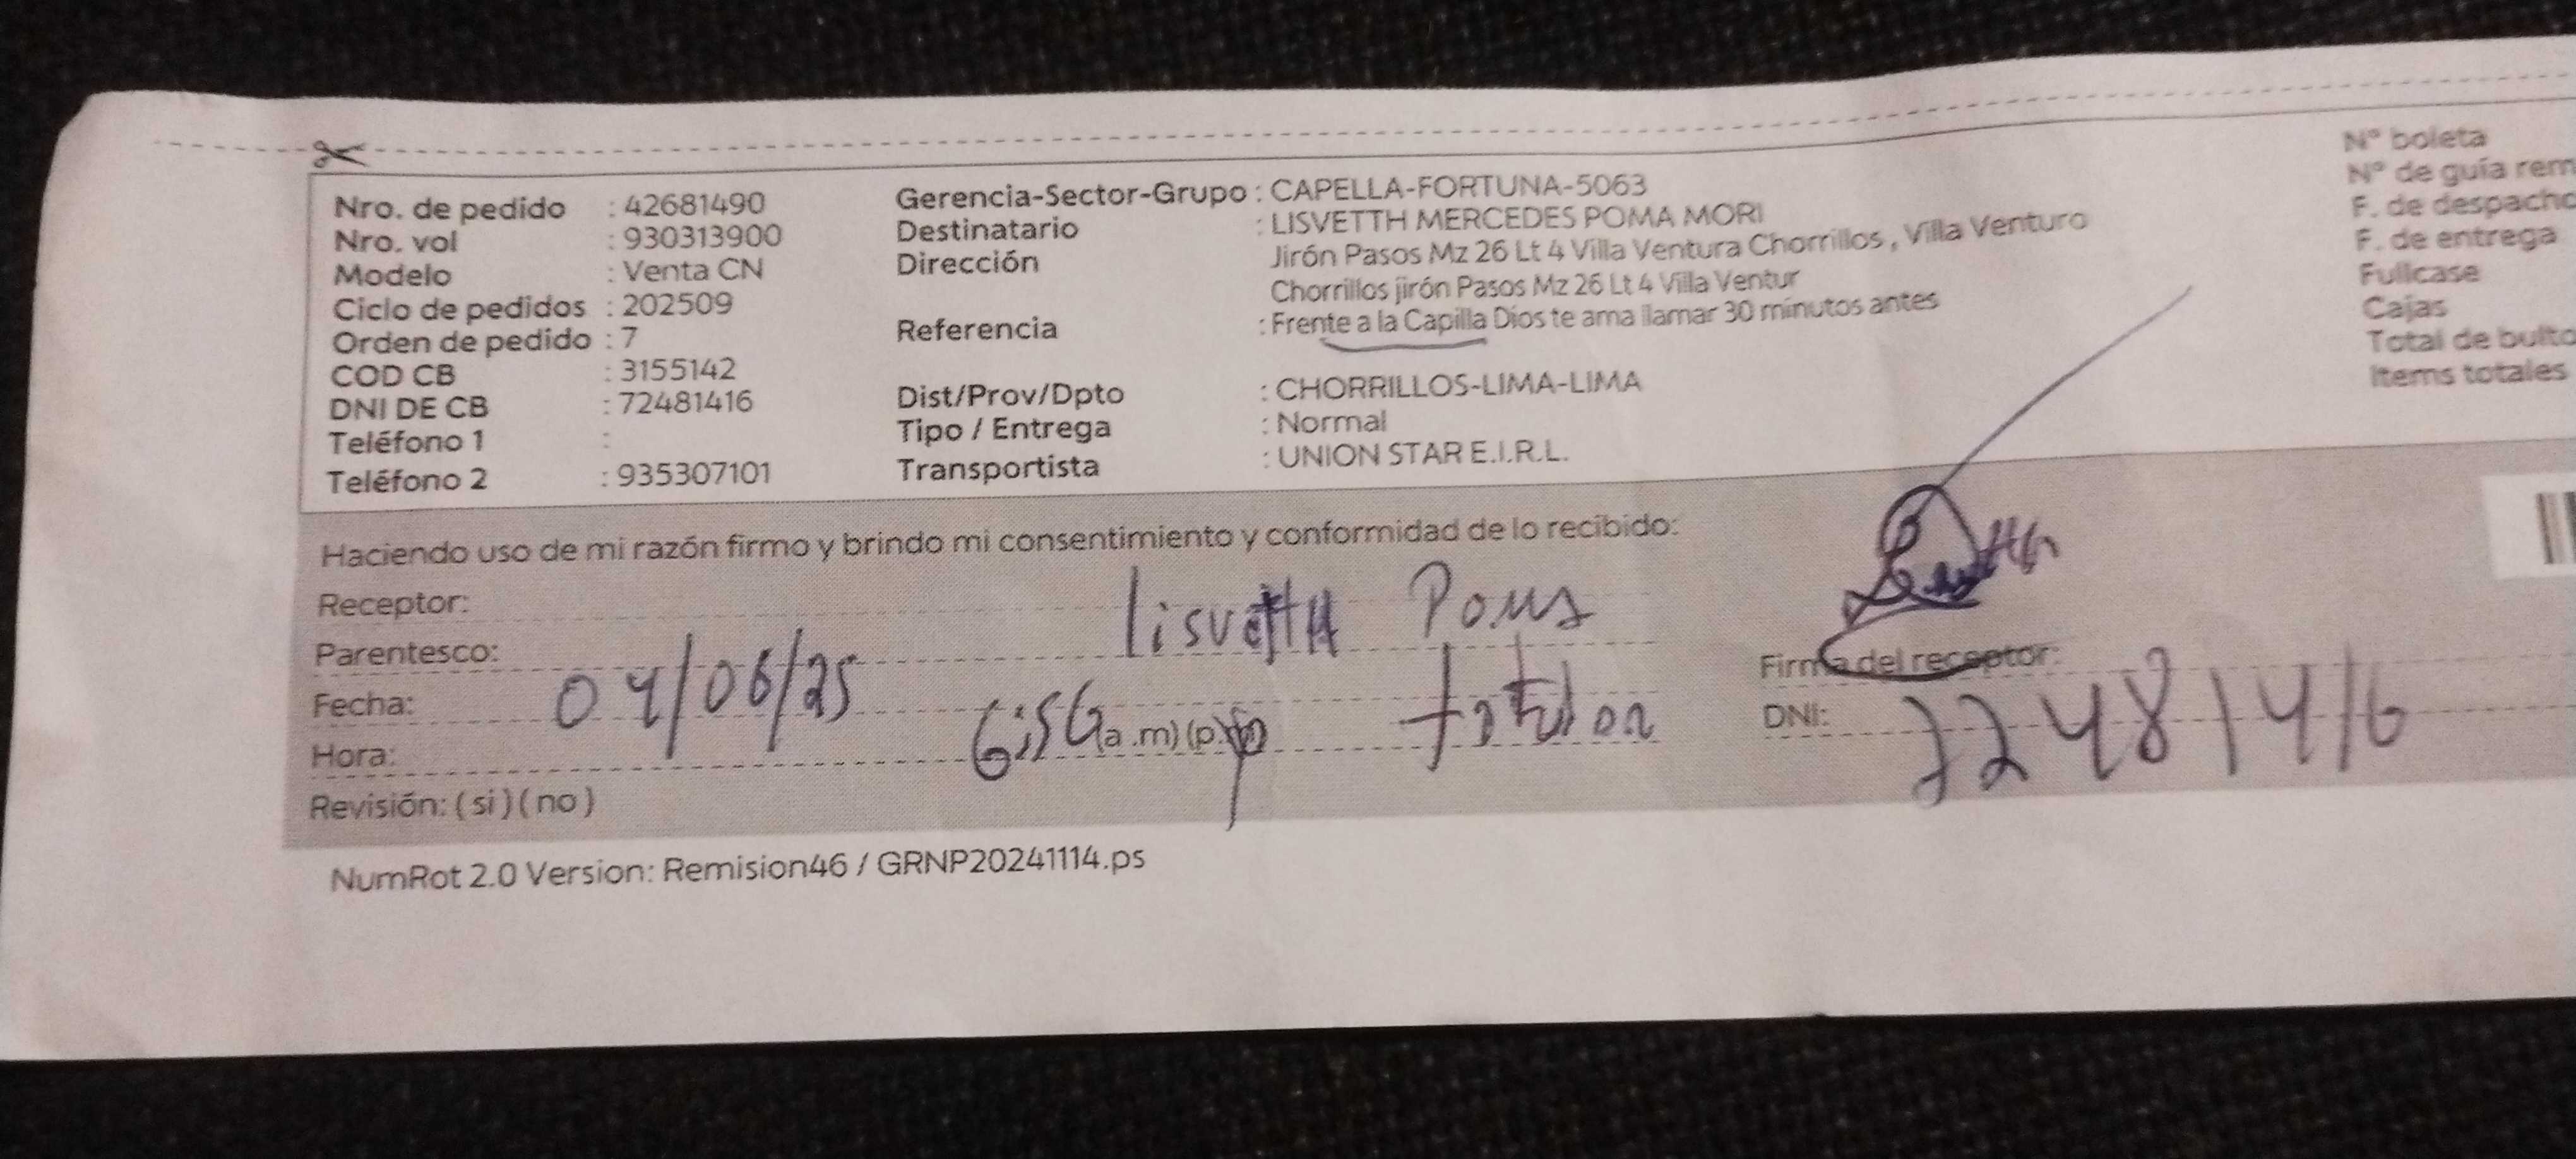 Nro. de pedido : 42681490
Nro. vol : 930313900
Modelo : Venta CN
Ciclo de pedidos : 202509
Orden de pedido : 7
COD CB : 3155142
DNI DE CB : 72481416
Teléfono 1 :
Teléfono 2 : 935307101
Gerencia-Sector-Grupo : CAPELLA-FORTUNA-5063
Destinatario : LISVETTH MERCEDES POMA MORI
Dirección Jirón Pasos Mz 26 Lt 4 Villa Ventura Chorrillos , Villa Venturo
Chorrillos jirón Pasos Mz 26 Lt 4 Villa Ventur
Referencia : Frente a la Capilla Dios te ama llamar 30 minutos antes
Dist/Prov/Dpto : CHORRILLOS-LIMA-LIMA
Tipo / Entrega : Normal
Transportista : UNION STAR E.I.R.L.
N° boleta
N° de guía rem
F. de despacho
F. de entrega
Fullcase
Cajas
Total de bulto
Items totales
Haciendo uso de mi razón firmo y brindo mi consentimiento y conformidad de lo recibido:
Receptor: lisvettH Poma
Parentesco:
Fecha: 04/06/25
Hora: (a .m) (p.m)
Revisión: ( si ) ( no )
Firma del receptor:
DNI: 72481416
NumRot 2.0 Version: Remision46 / GRNP20241114.ps